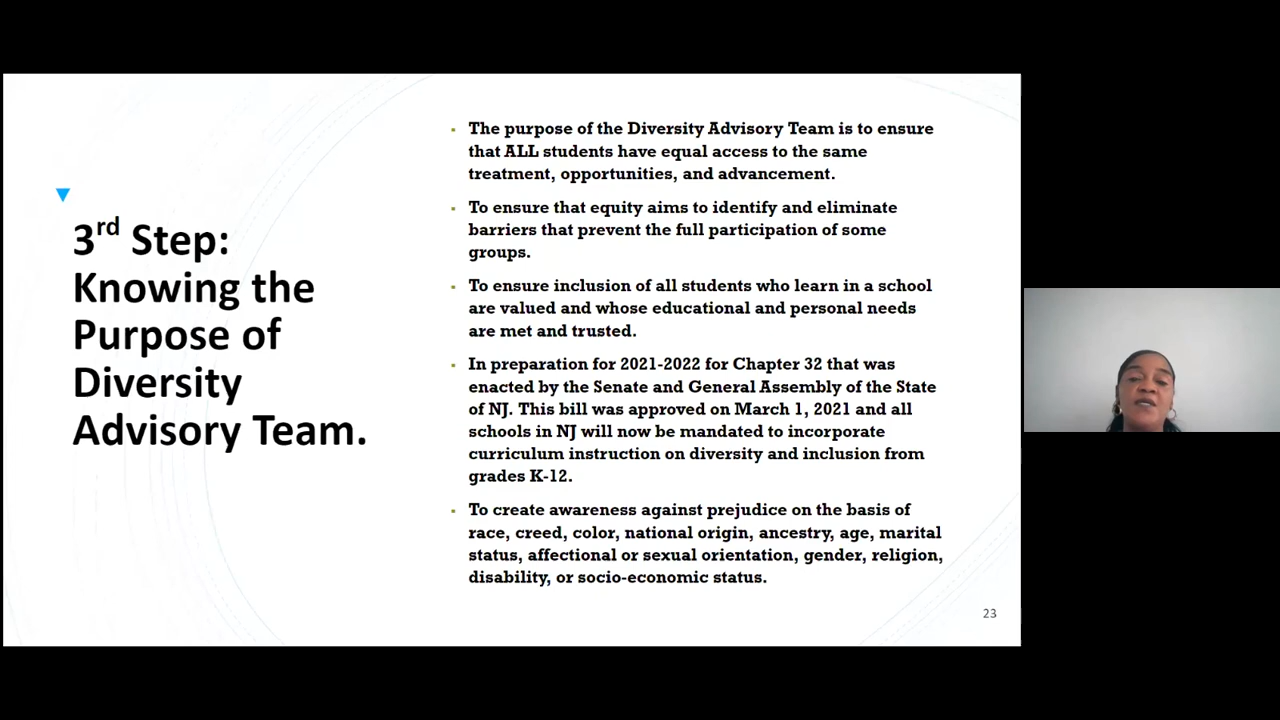 3rd Step:
Knowing the
Purpose of
Diversity
Advisory Team.
▪ The purpose of the Diversity Advisory Team is to ensure
that ALL students have equal access to the same
treatment, opportunities, and advancement.
▪ To ensure that equity aims to identify and eliminate
barriers that prevent the full participation of some
groups.
▪ To ensure inclusion of all students who learn in a school
are valued and whose educational and personal needs
are met and trusted.
▪ In preparation for 2021-2022 for Chapter 32 that was
enacted by the Senate and General Assembly of the State
of NJ. This bill was approved on March 1, 2021 and all
schools in NJ will now be mandated to incorporate
curriculum instruction on diversity and inclusion from
grades K-12.
▪ To create awareness against prejudice on the basis of
race, creed, color, national origin, ancestry, age, marital
status, affectional or sexual orientation, gender, religion,
disability, or socio-economic status.
23